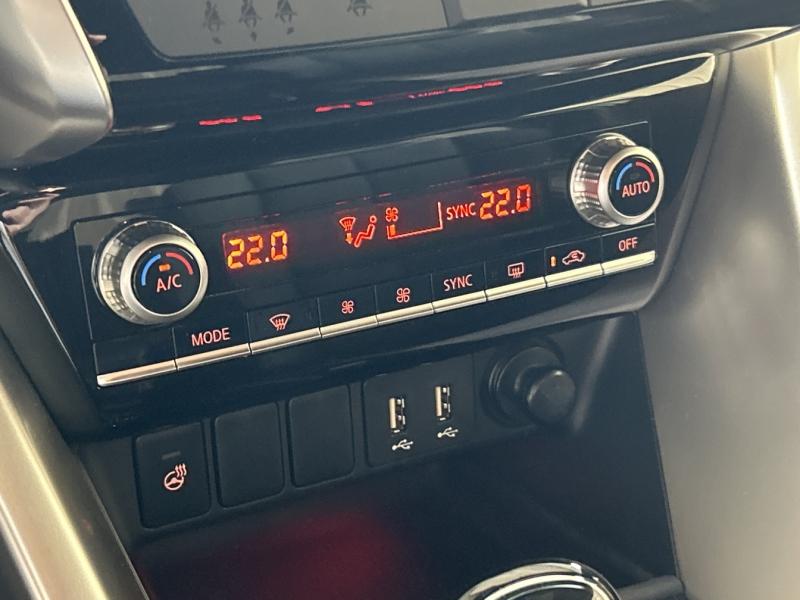 22.0
SYNC
22.0
AUTO
A/C
MODE
SYNC
OFF